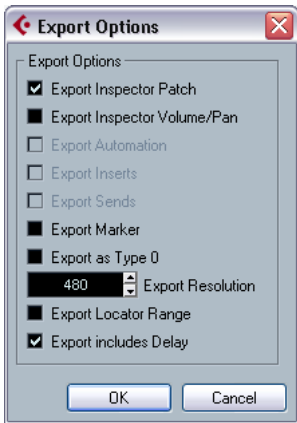 Export Options
Export Options
Export Inspector Patch
Export Inspector Volume/Pan
Export Automation
Export Inserts
Export Sends
Export Marker
Export as Type 0
480 Export Resolution
Export Locator Range
Export includes Delay
OK Cancel